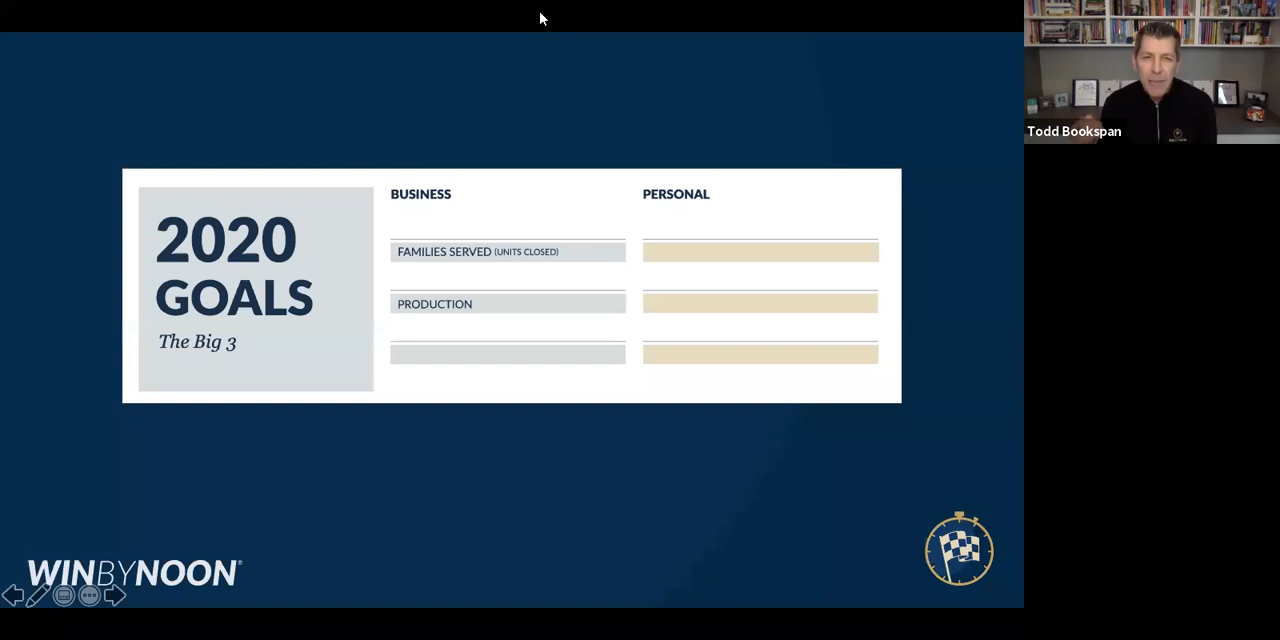 2020
GOALS
The Big 3
BUSINESS
FAMILIES SERVED (UNITS CLOSED)
PRODUCTION
PERSONAL
WINBYNOON®
Todd Bookspan